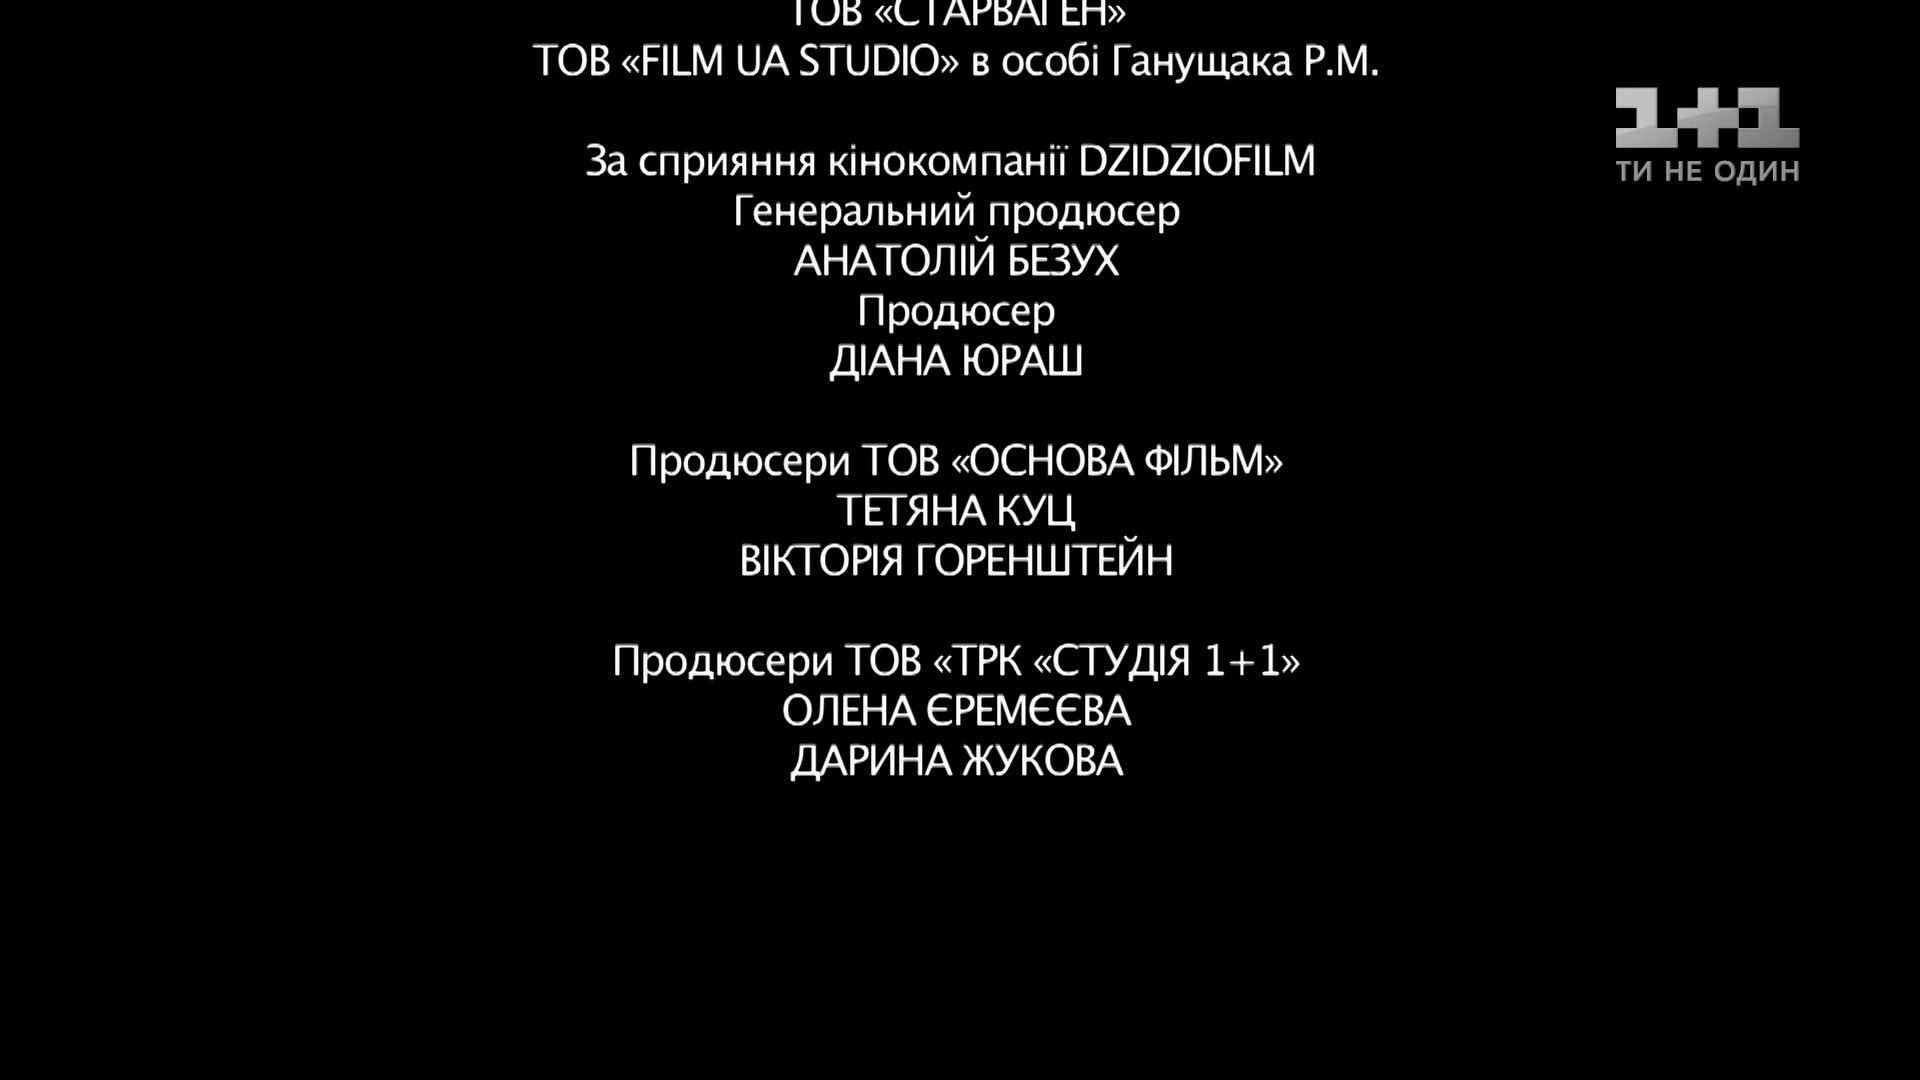 ТОВ «СТАРВАГЕН»
ТОВ «FILM UA STUDIO» в особі Ганущака Р.М.
За сприяння кінокомпанії DZIDZIOFILM
Генеральний продюсер
АНАТОЛІЙ БЕЗУХ
Продюсер
ДІАНА ЮРАШ
Продюсери ТОВ «ОСНОВА ФІЛЬМ»
ТЕТЯНА КУЦ
ВІКТОРІЯ ГОРЕНШТЕЙН
Продюсери ТОВ «ТРК «СТУДІЯ 1+1»
ОЛЕНА ЄРЕМЄЄВА
ДАРИНА ЖУКОВА
1+1
ТИ НЕ ОДИН